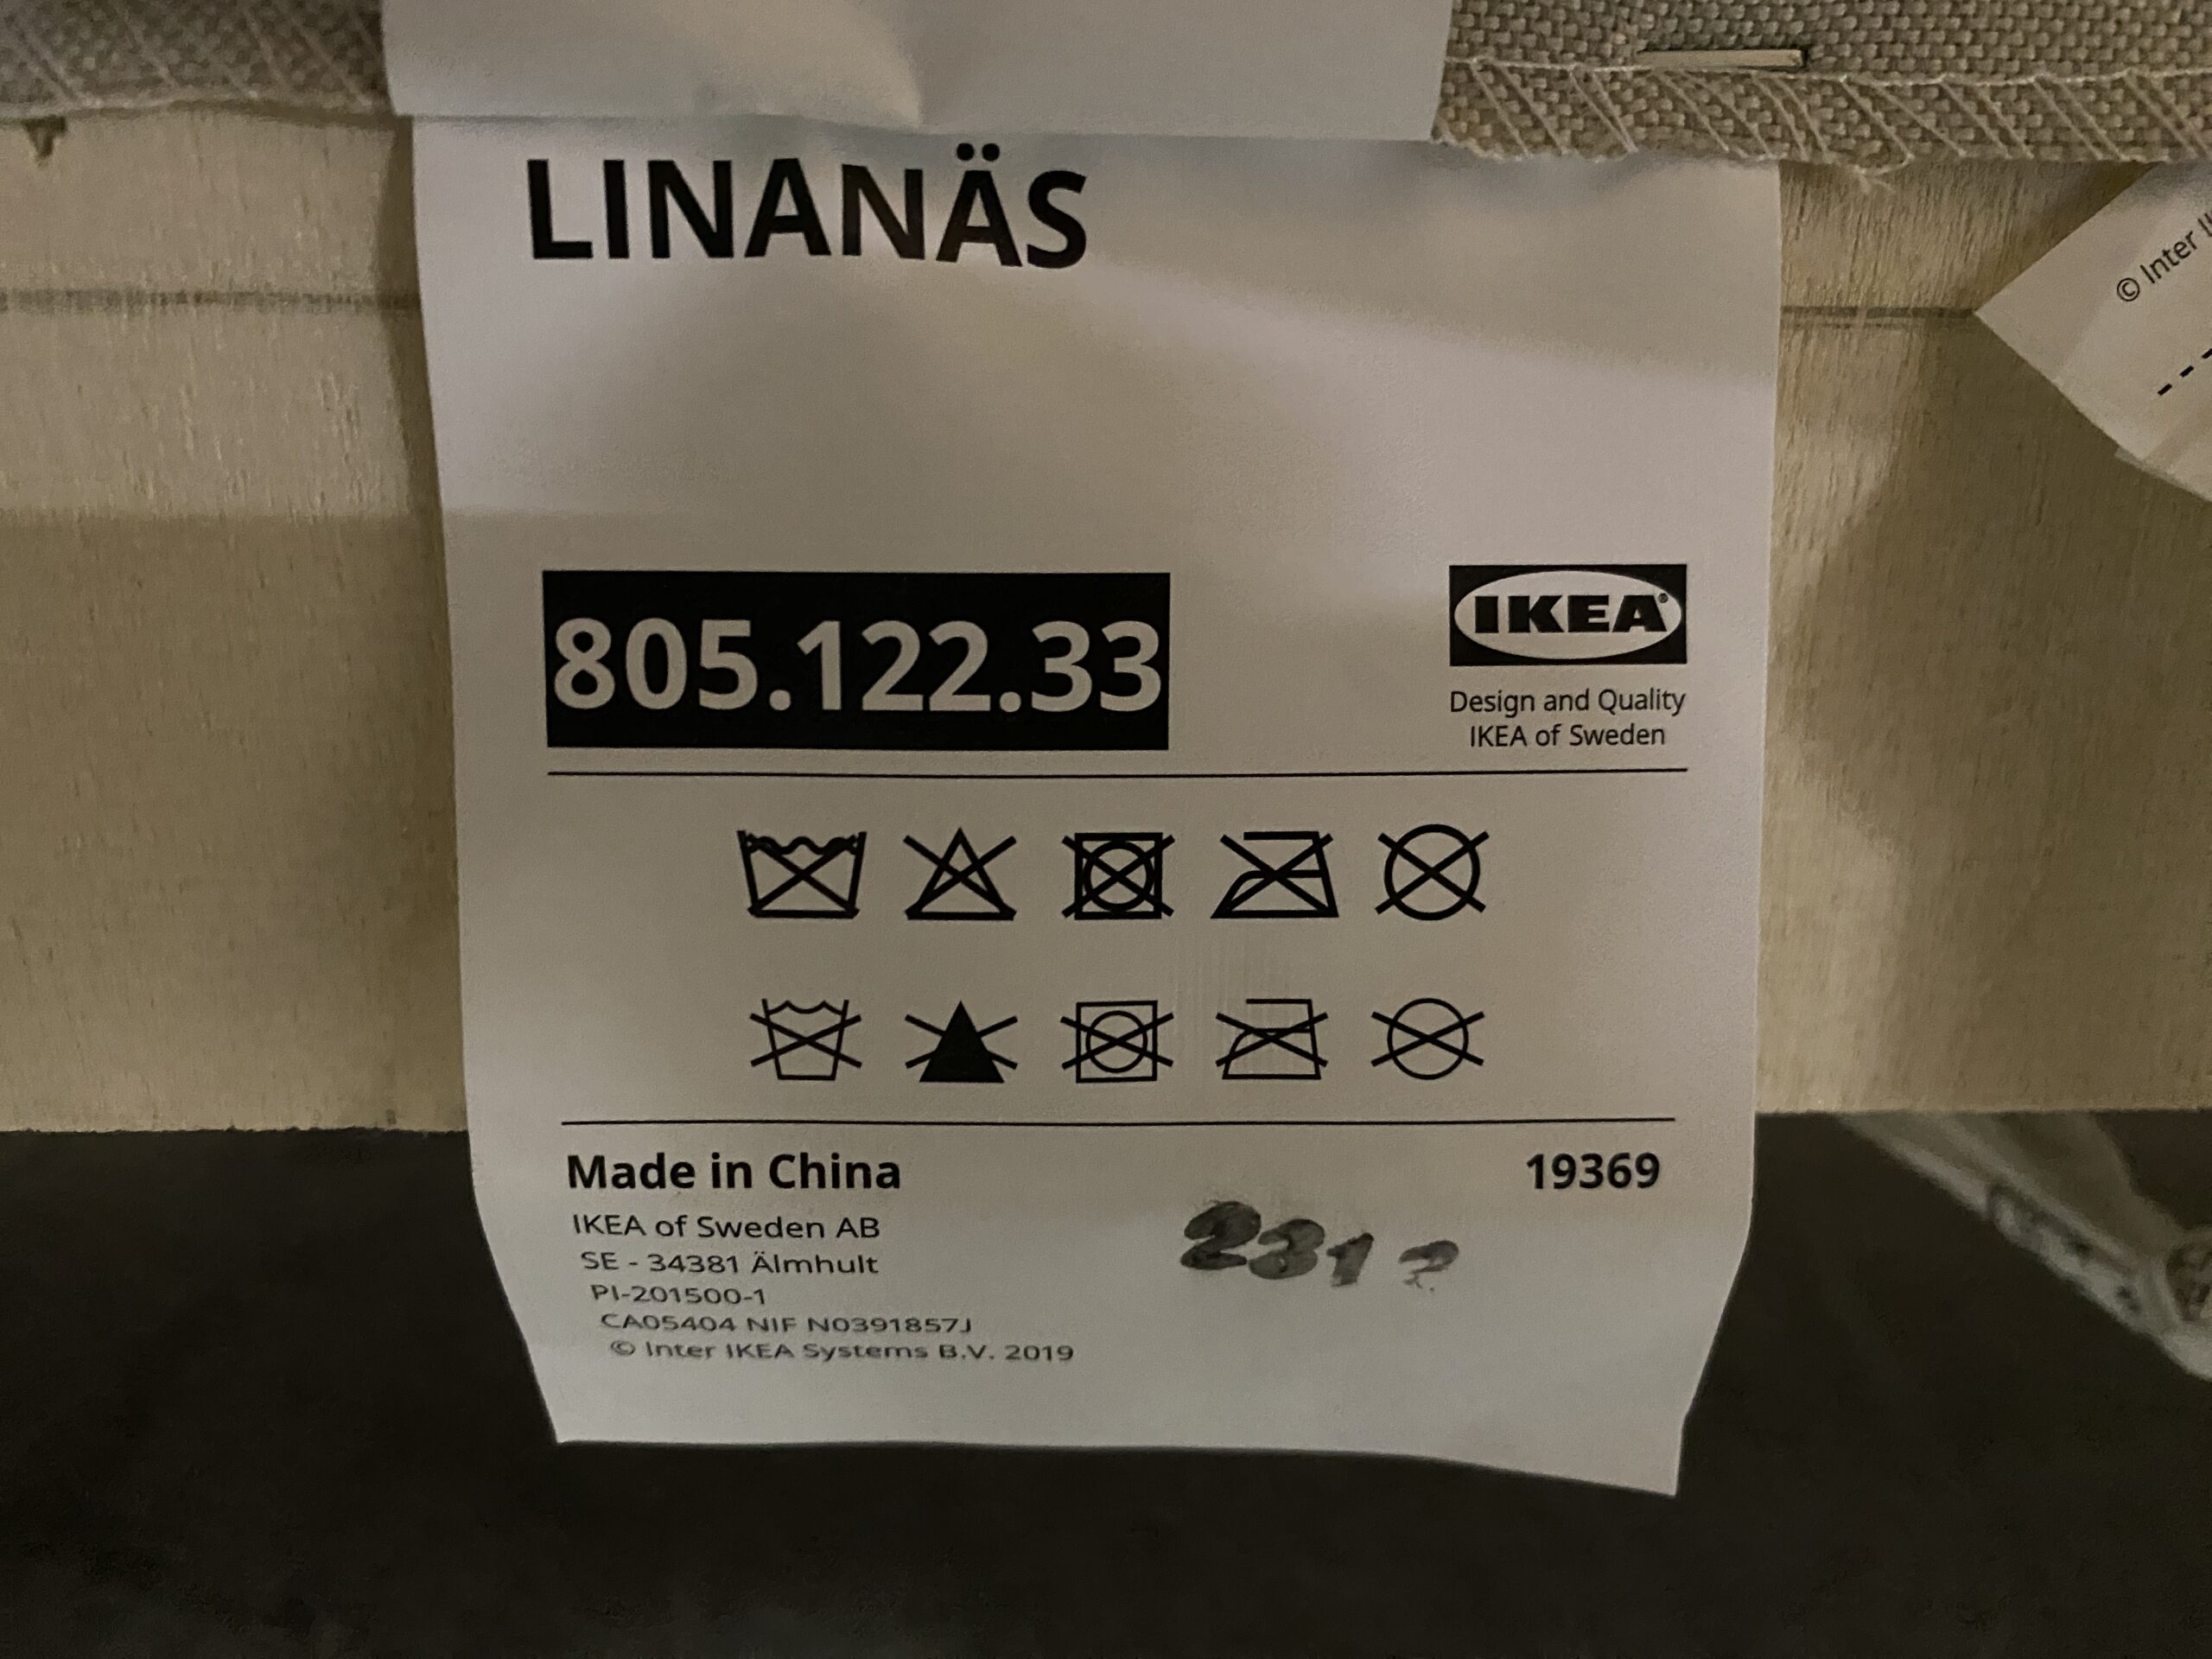 LINANÄS
805.122.33
IKEA®
Design and Quality
IKEA of Sweden
Made in China
19369
IKEA of Sweden AB
SE - 34381 Älmhult
PI-201500-1
CA05404 NIF N0391857J
© Inter IKEA Systems B.V. 2019
231
© Inter